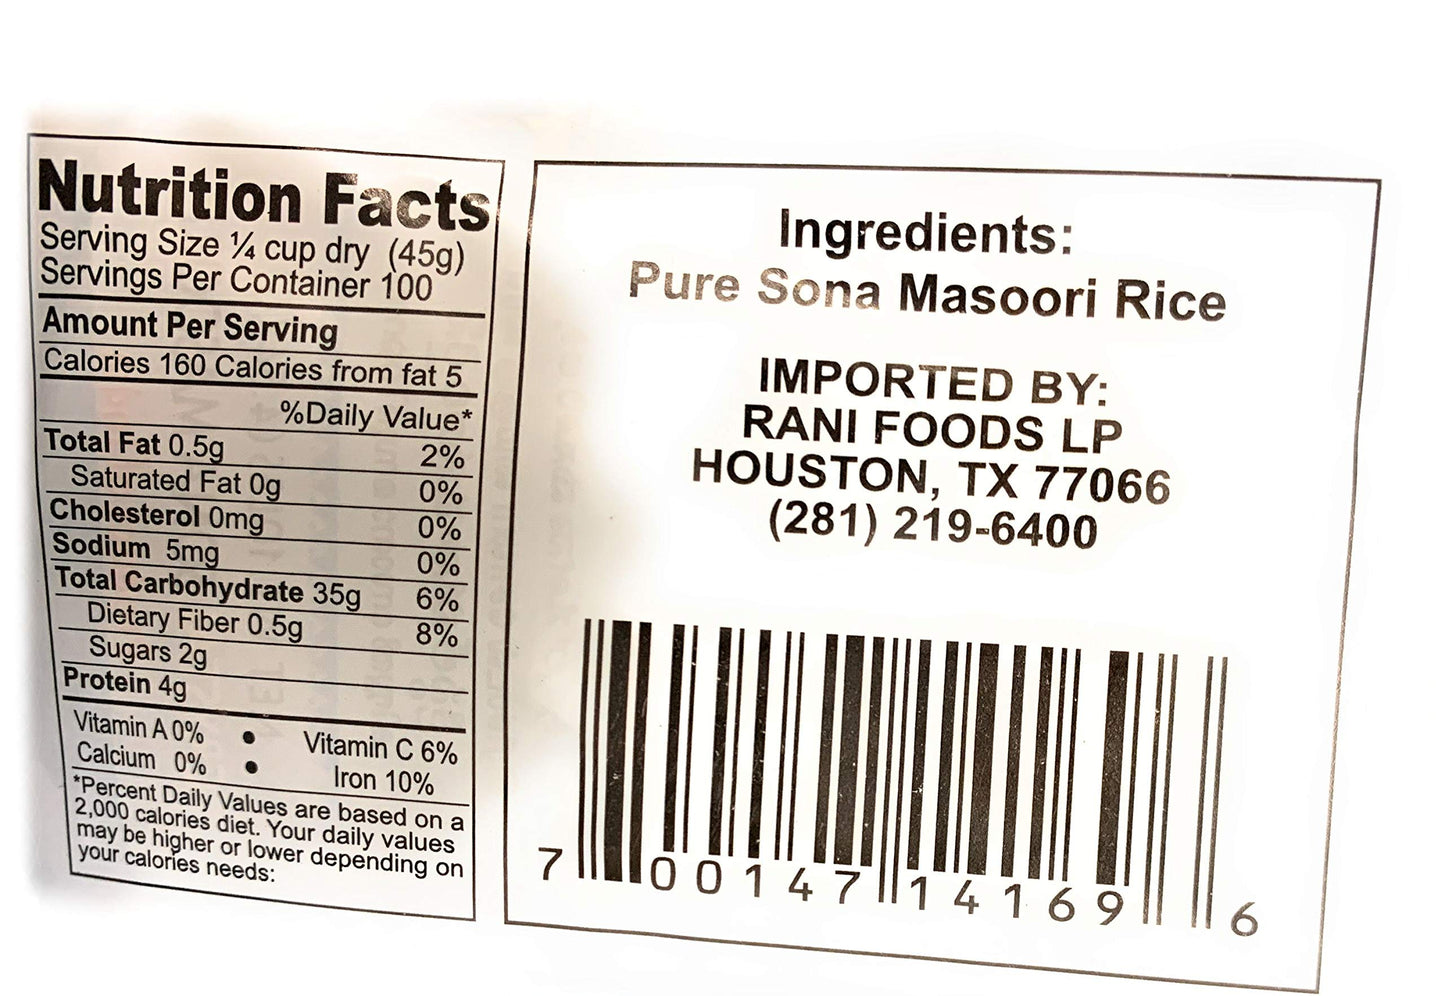 Nutrition Facts
Serving Size ¼ cup dry (45g)
Servings Per Container 100
Amount Per Serving
Calories 160 Calories from fat 5
%Daily Value*
Total Fat 0.5g 2%
Saturated Fat 0g 0%
Cholesterol 0mg 0%
Sodium 5mg 0%
Total Carbohydrate 35g 6%
Dietary Fiber 0.5g 8%
Sugars 2g
Protein 4g
Vitamin A 0% • Vitamin C 6%
Calcium 0% • Iron 10%
*Percent Daily Values are based on a
2,000 calories diet. Your daily values
may be higher or lower depending on
your calories needs:
Ingredients:
Pure Sona Masoori Rice
IMPORTED BY:
RANI FOODS LP
HOUSTON, TX 77066
(281) 219-6400
7 00147 14169 6